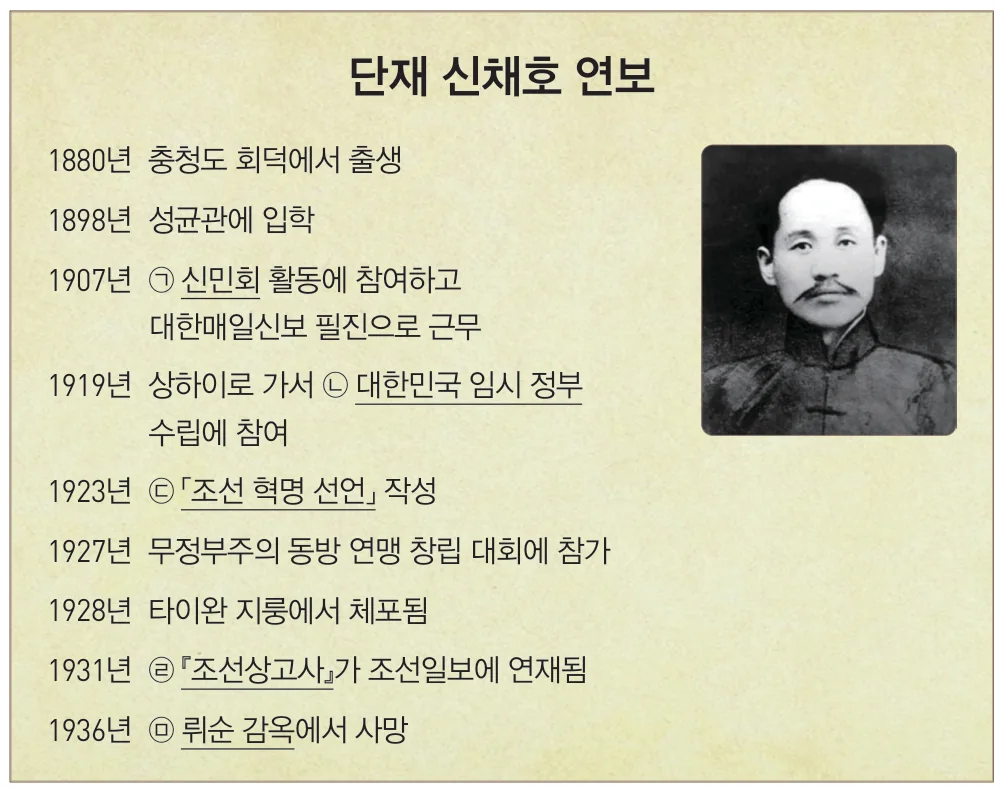 단재 신채호 연보
1880년 충청도 회덕에서 출생
1898년 성균관에 입학
1907년 ㉠ 신민회 활동에 참여하고
대한매일신보 필진으로 근무
1919년 상하이로 가서 ㉡ 대한민국 임시 정부
수립에 참여
1923년 ㉢ 「조선 혁명 선언」 작성
1927년 무정부주의 동방 연맹 창립 대회에 참가
1928년 타이완 지룽에서 체포됨
1931년 ㉣ 『조선상고사』가 조선일보에 연재됨
1936년 ㉤ 뤼순 감옥에서 사망